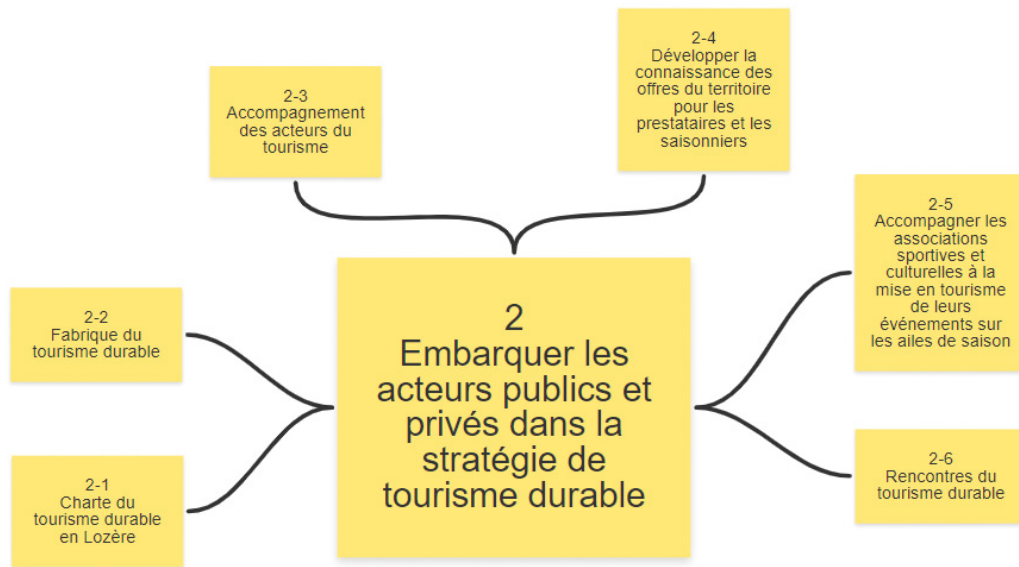 2-4
Développer la
connaissance des
offres du territoire
pour les
prestataires et les
saisonniers
2-3
Accompagnement
des acteurs du
tourisme
2-5
Accompagner les
associations
sportives et
culturelles à la
mise en tourisme
de leurs
événements sur
les ailes de saison
2
Embarquer les
acteurs publics et
privés dans la
stratégie de
tourisme durable
2-2
Fabrique du
tourisme durable
2-6
Rencontres du
tourisme durable
2-1
Charte du
tourisme durable
en Lozère